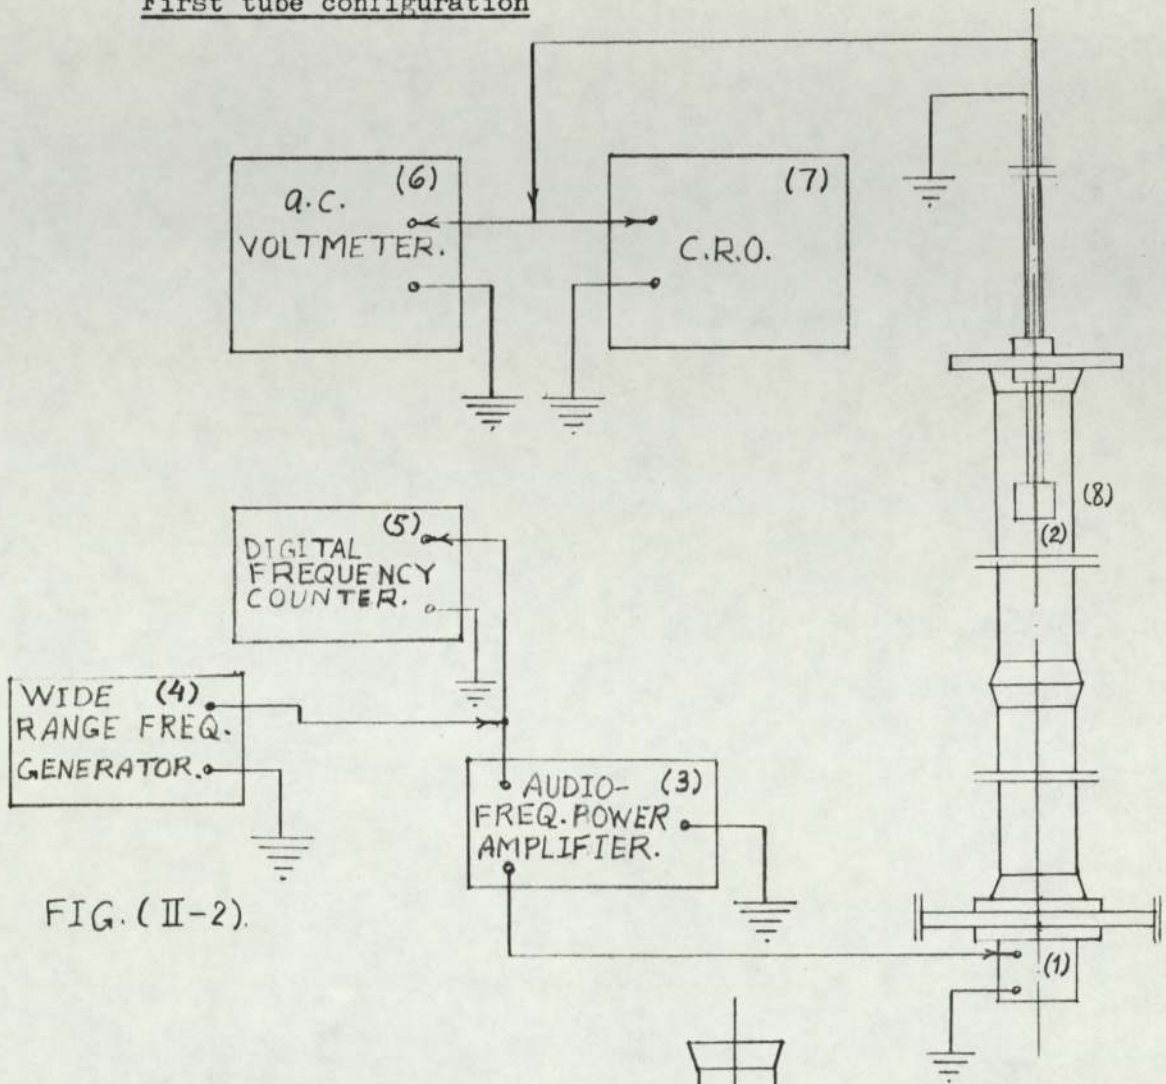 First tube configuration
(6)
a.c.
VOLTMETER.
(7)
C.R.O.
(8)
(2)
(5)
DIGITAL
FREQUENCY
COUNTER.
WIDE (4)
RANGE FREQ.
GENERATOR.
AUDIO- (3)
FREQ. POWER
AMPLIFIER.
FIG. (II-2).
(1)